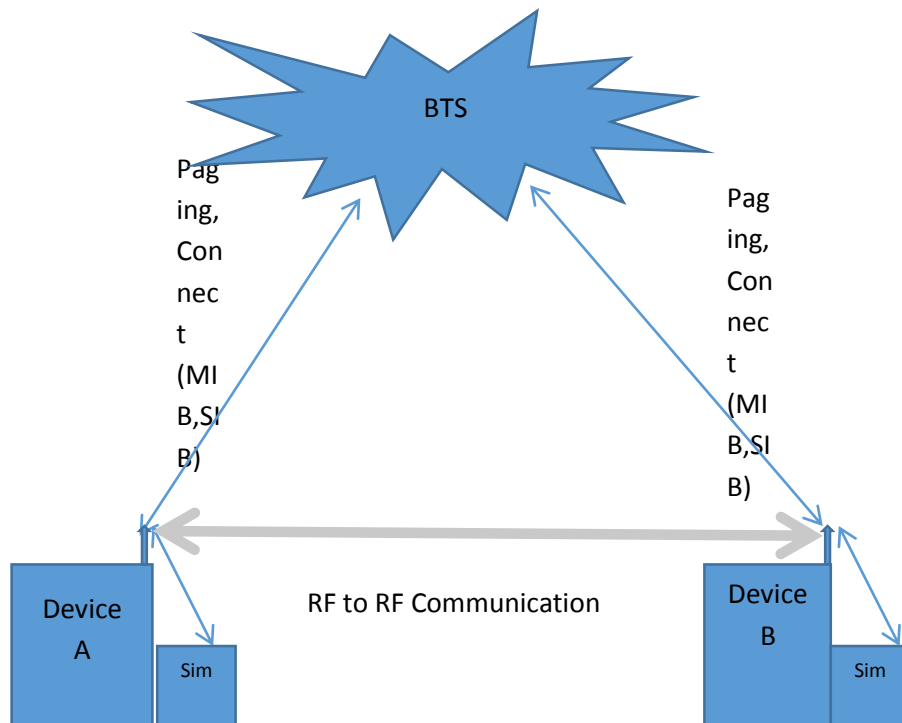 BTS
Pag
ing,
Con
nec
t
(MI
B,SI
B)
Pag
ing,
Con
nec
t
(MI
B,SI
B)
RF to RF Communication
Device
A
Sim
Device
B
Sim